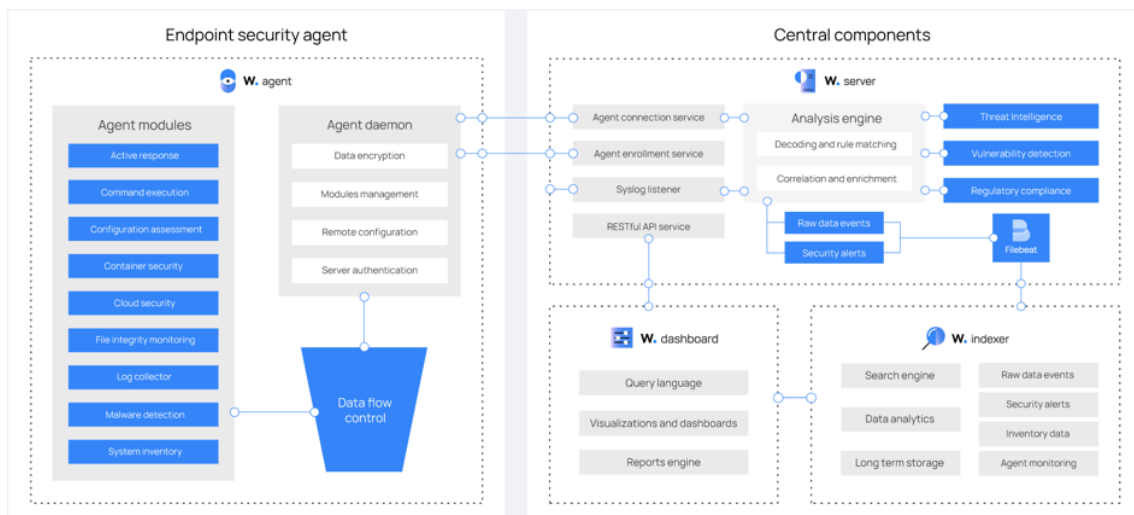 Endpoint security agent
W. agent
Agent modules
Active response
Command execution
Configuration assessment
Container security
Cloud security
File integrity monitoring
Log collector
Malware detection
System inventory
Agent daemon
Data encryption
Modules management
Remote configuration
Server authentication
Data flow
control
Central components
W. server
Agent connection service
Agent enrollment service
Syslog listener
RESTful API service
Analysis engine
Decoding and rule matching
Correlation and enrichment
Threat Intelligence
Vulnerability detection
Regulatory compliance
Raw data events
Security alerts
Filebeat
W. dashboard
Query language
Visualizations and dashboards
Reports engine
W. indexer
Search engine
Data analytics
Long term storage
Raw data events
Security alerts
Inventory data
Agent monitoring